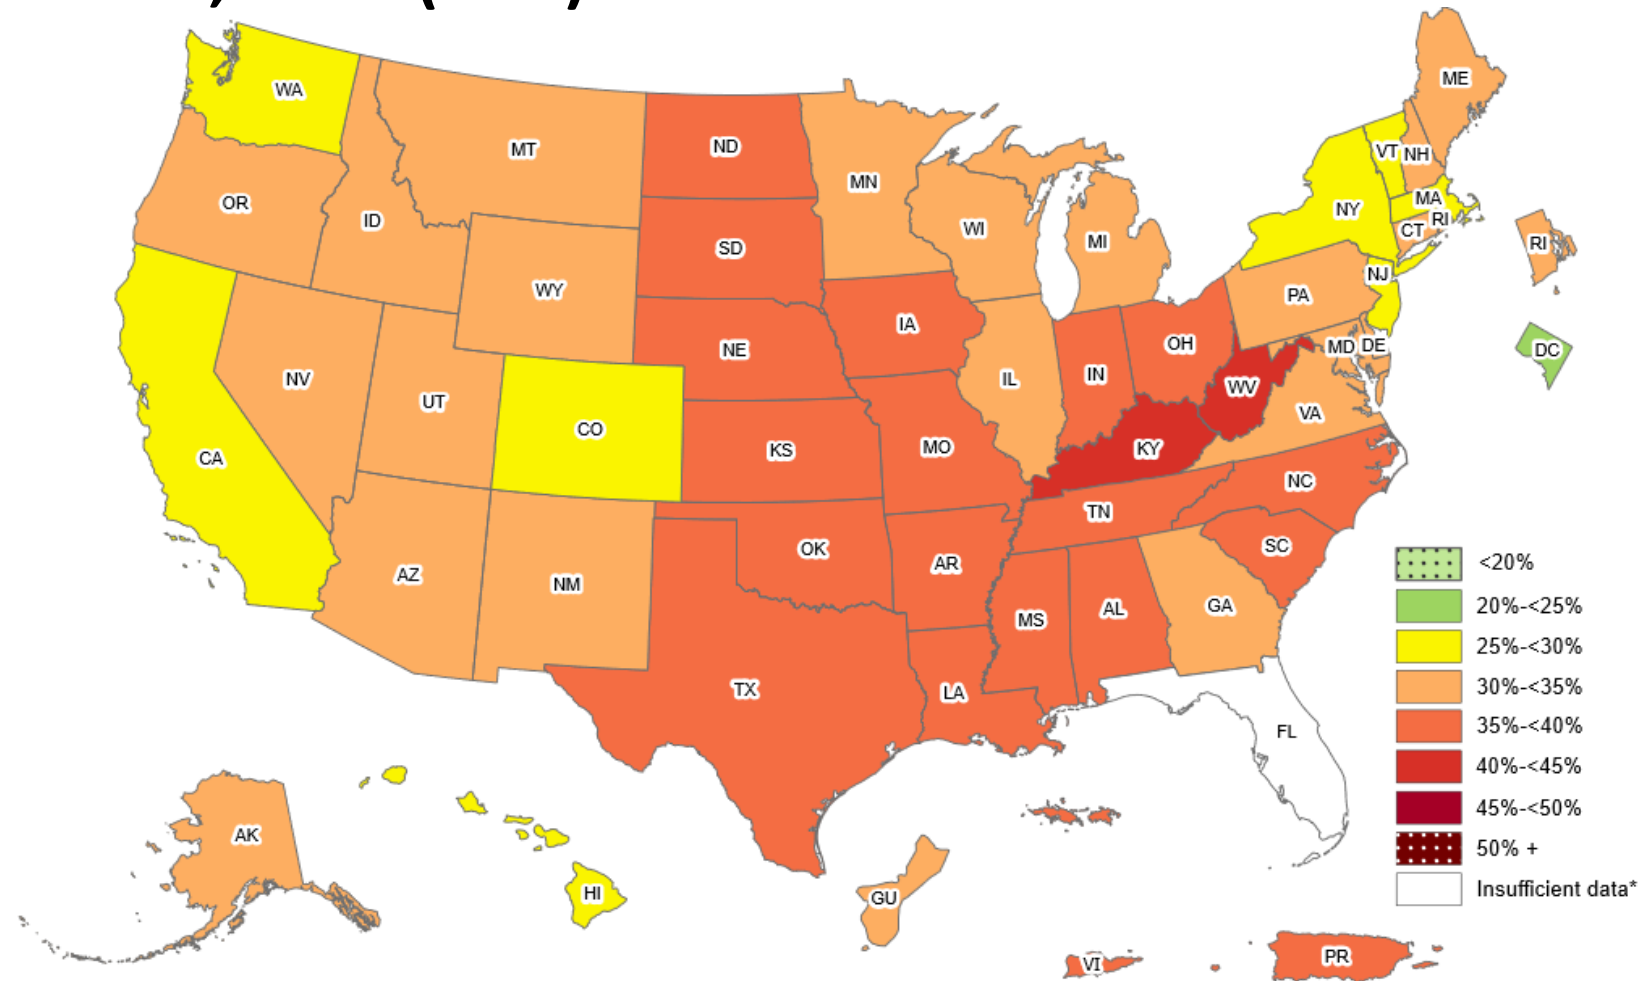 WA
MT
ND
MN
ME
VT
NH
OR
ID
SD
WI
MI
NY
MA
RI
CT
RI
WY
IA
PA
NJ
NE
IL
IN
OH
MD
DE
DC
NV
UT
CO
KS
MO
WV
VA
KY
CA
NC
TN
AZ
NM
OK
AR
SC
MS
AL
GA
TX
LA
FL
AK
HI
GU
VI
PR
<20%
20%-<25%
25%-<30%
30%-<35%
35%-<40%
40%-<45%
45%-<50%
50% +
Insufficient data*